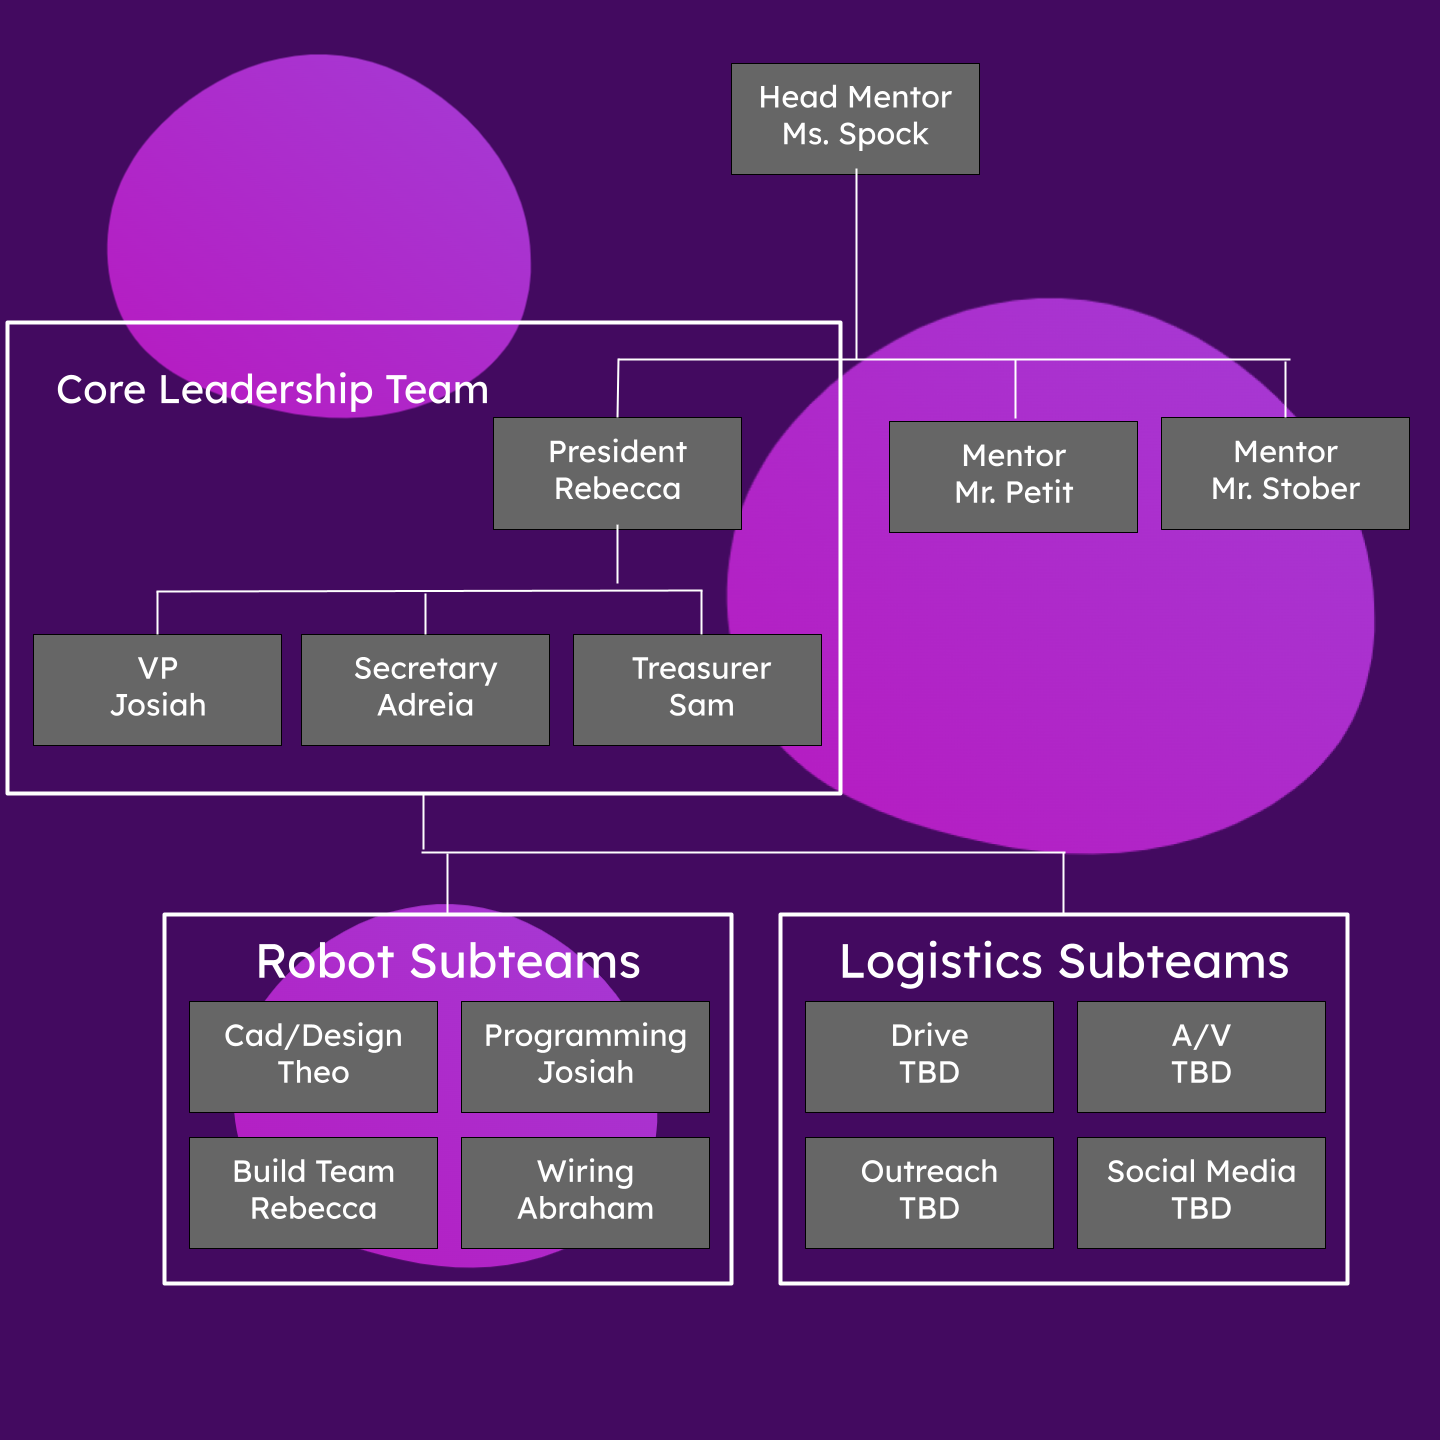 Head Mentor
Ms. Spock
Core Leadership Team
President
Rebecca
Mentor
Mr. Petit
Mentor
Mr. Stober
VP
Josiah
Secretary
Adreia
Treasurer
Sam
Robot Subteams
Cad/Design
Theo
Programming
Josiah
Build Team
Rebecca
Wiring
Abraham
Logistics Subteams
Drive
TBD
A/V
TBD
Outreach
TBD
Social Media
TBD